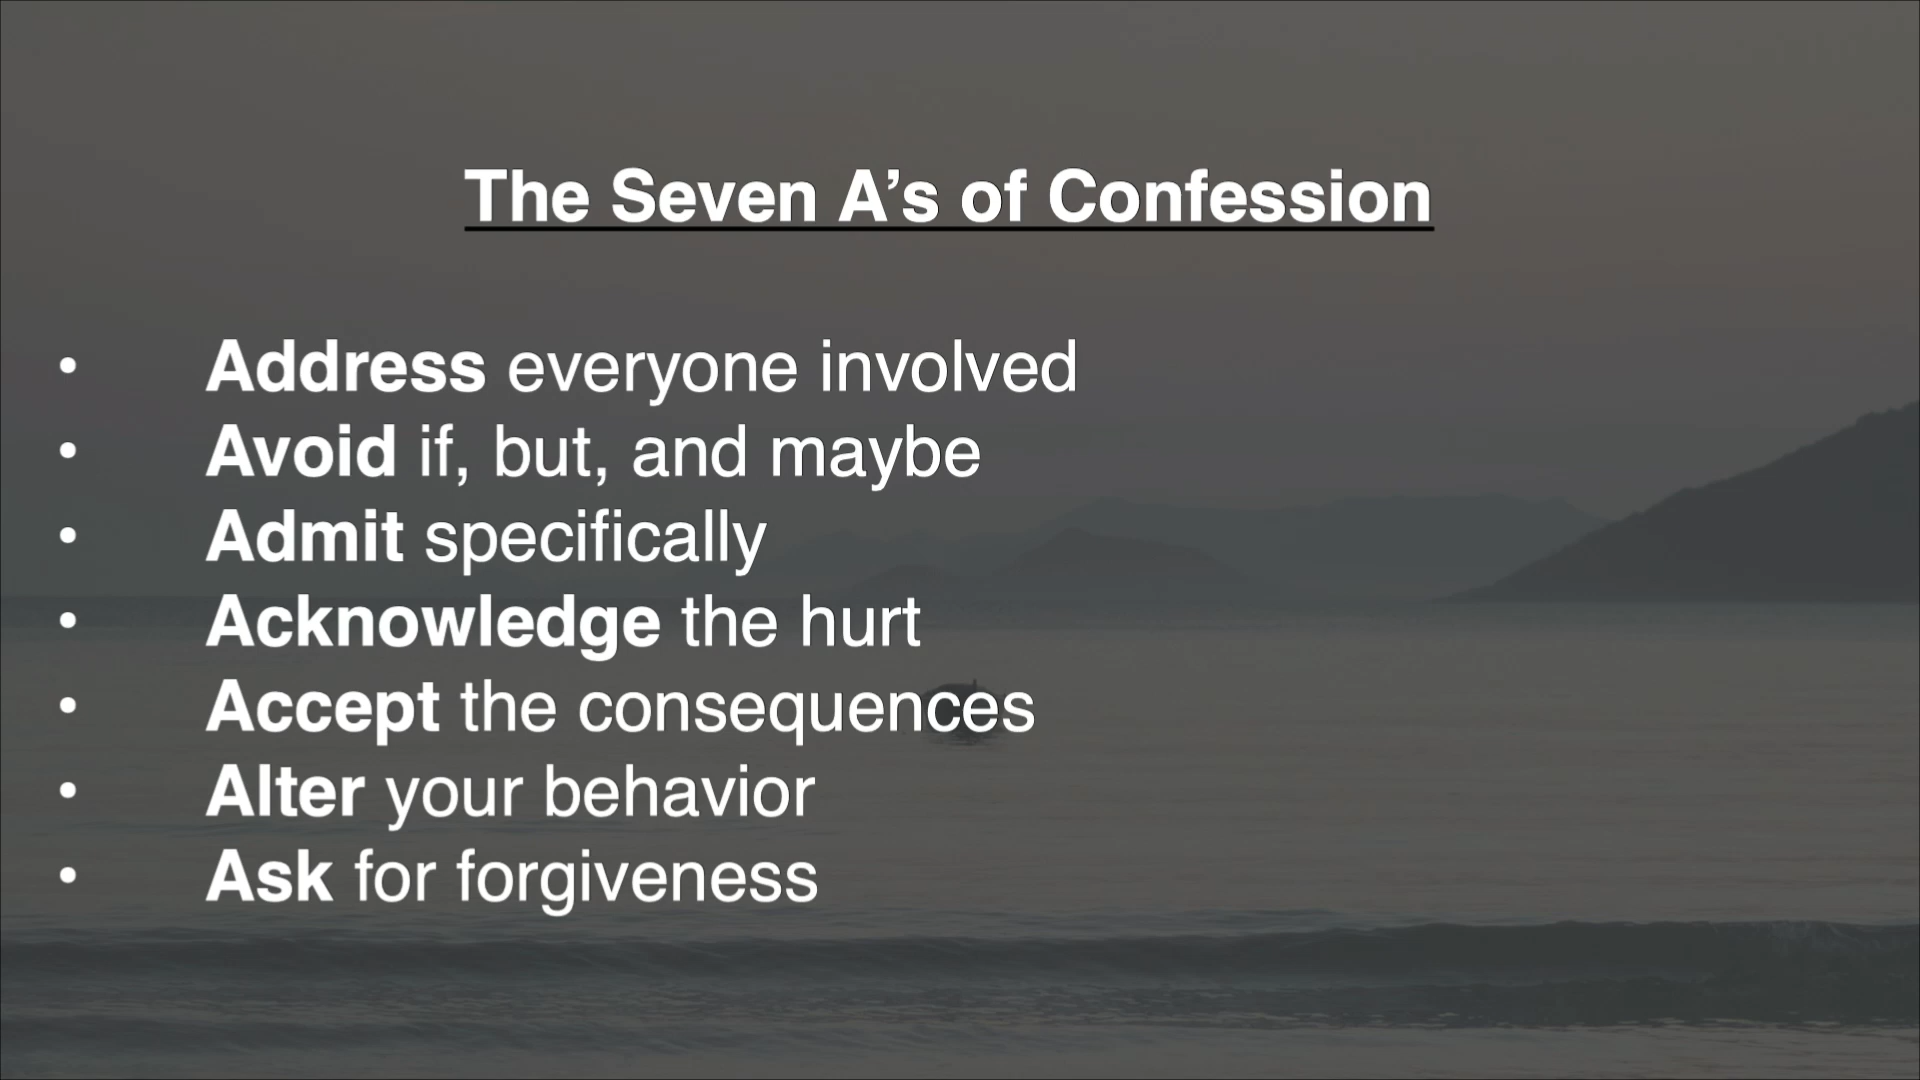 The Seven A’s of Confession
• Address everyone involved
• Avoid if, but, and maybe
• Admit specifically
• Acknowledge the hurt
• Accept the consequences
• Alter your behavior
• Ask for forgiveness